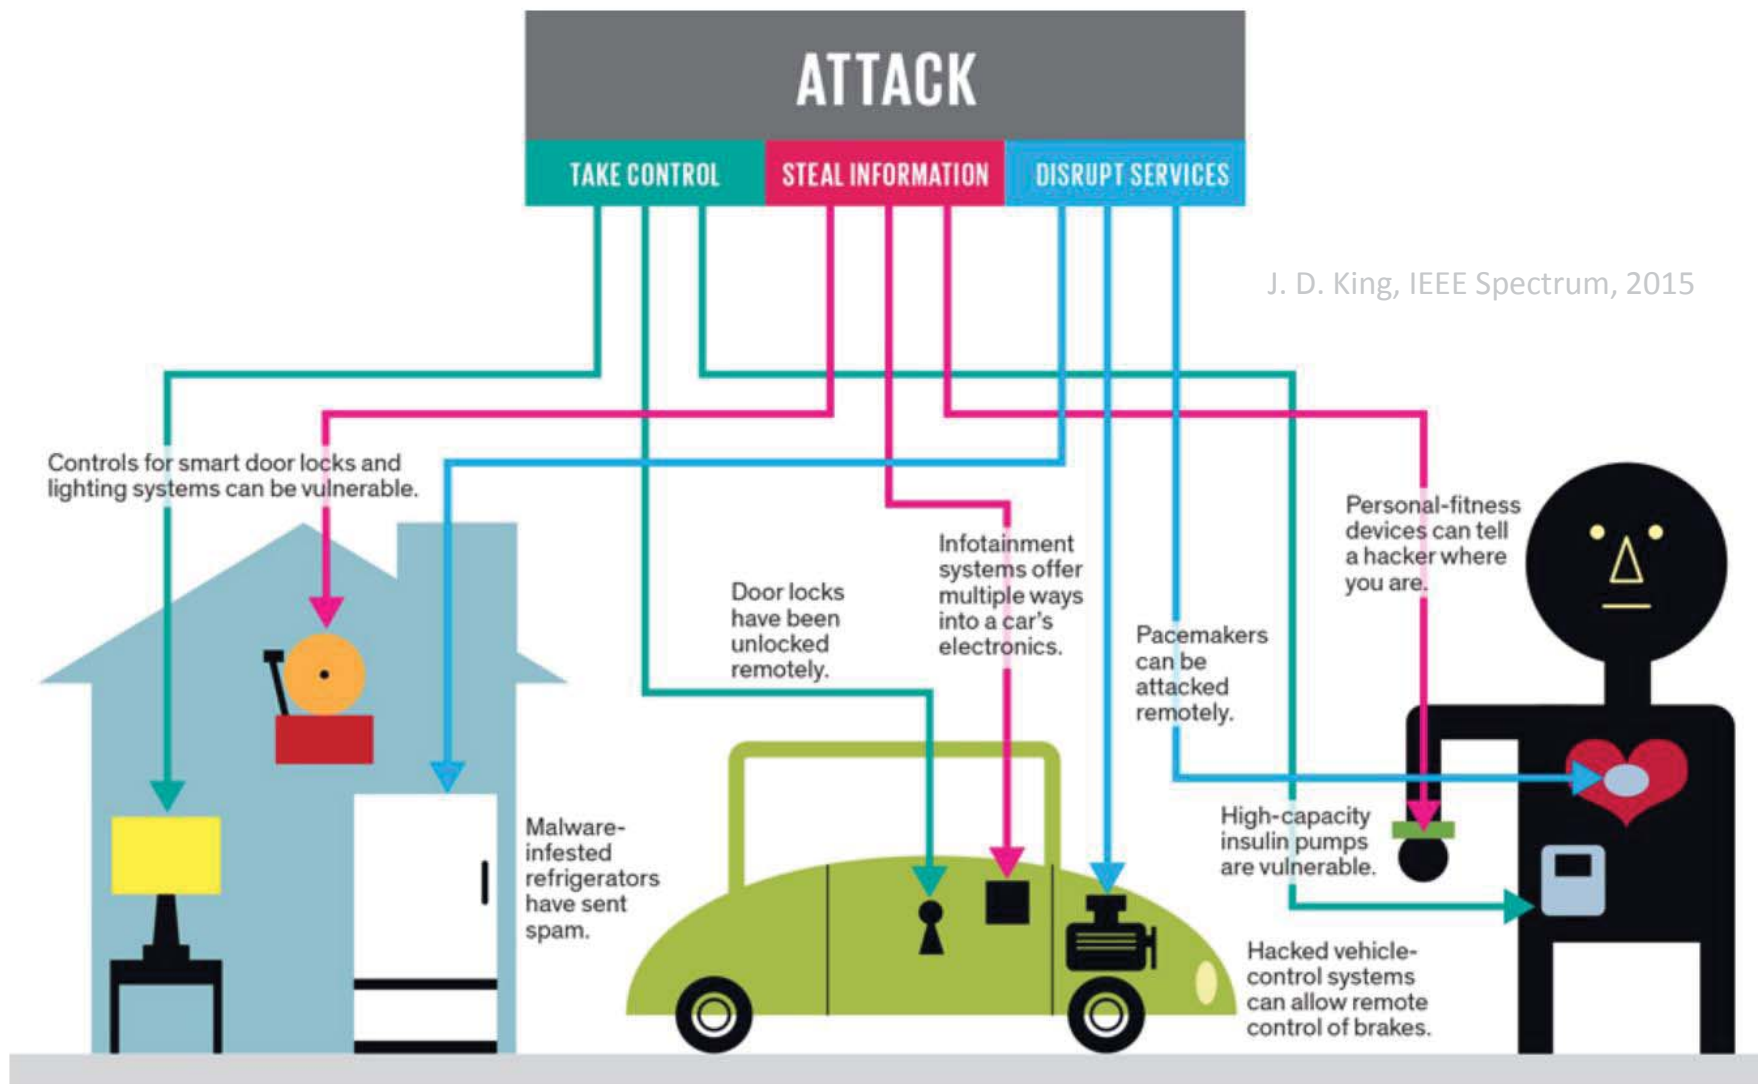 ATTACK
TAKE CONTROL
STEAL INFORMATION
DISRUPT SERVICES
J. D. King, IEEE Spectrum, 2015
Controls for smart door locks and
lighting systems can be vulnerable.
Malware-
infested
refrigerators
have sent
spam.
Door locks
have been
unlocked
remotely.
Infotainment
systems offer
multiple ways
into a car's
electronics.
Pacemakers
can be
attacked
remotely.
Personal-fitness
devices can tell
a hacker where
you are.
High-capacity
insulin pumps
are vulnerable.
Hacked vehicle-
control systems
can allow remote
control of brakes.